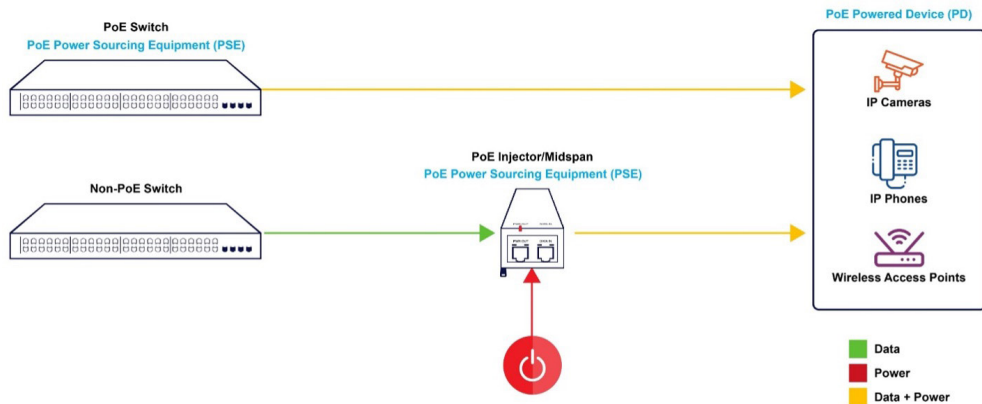 PoE Switch
PoE Power Sourcing Equipment (PSE)
PoE Powered Device (PD)
IP Cameras
PoE Injector/Midspan
PoE Power Sourcing Equipment (PSE)
Non-PoE Switch
IP Phones
Wireless Access Points
Data
Power
Data + Power